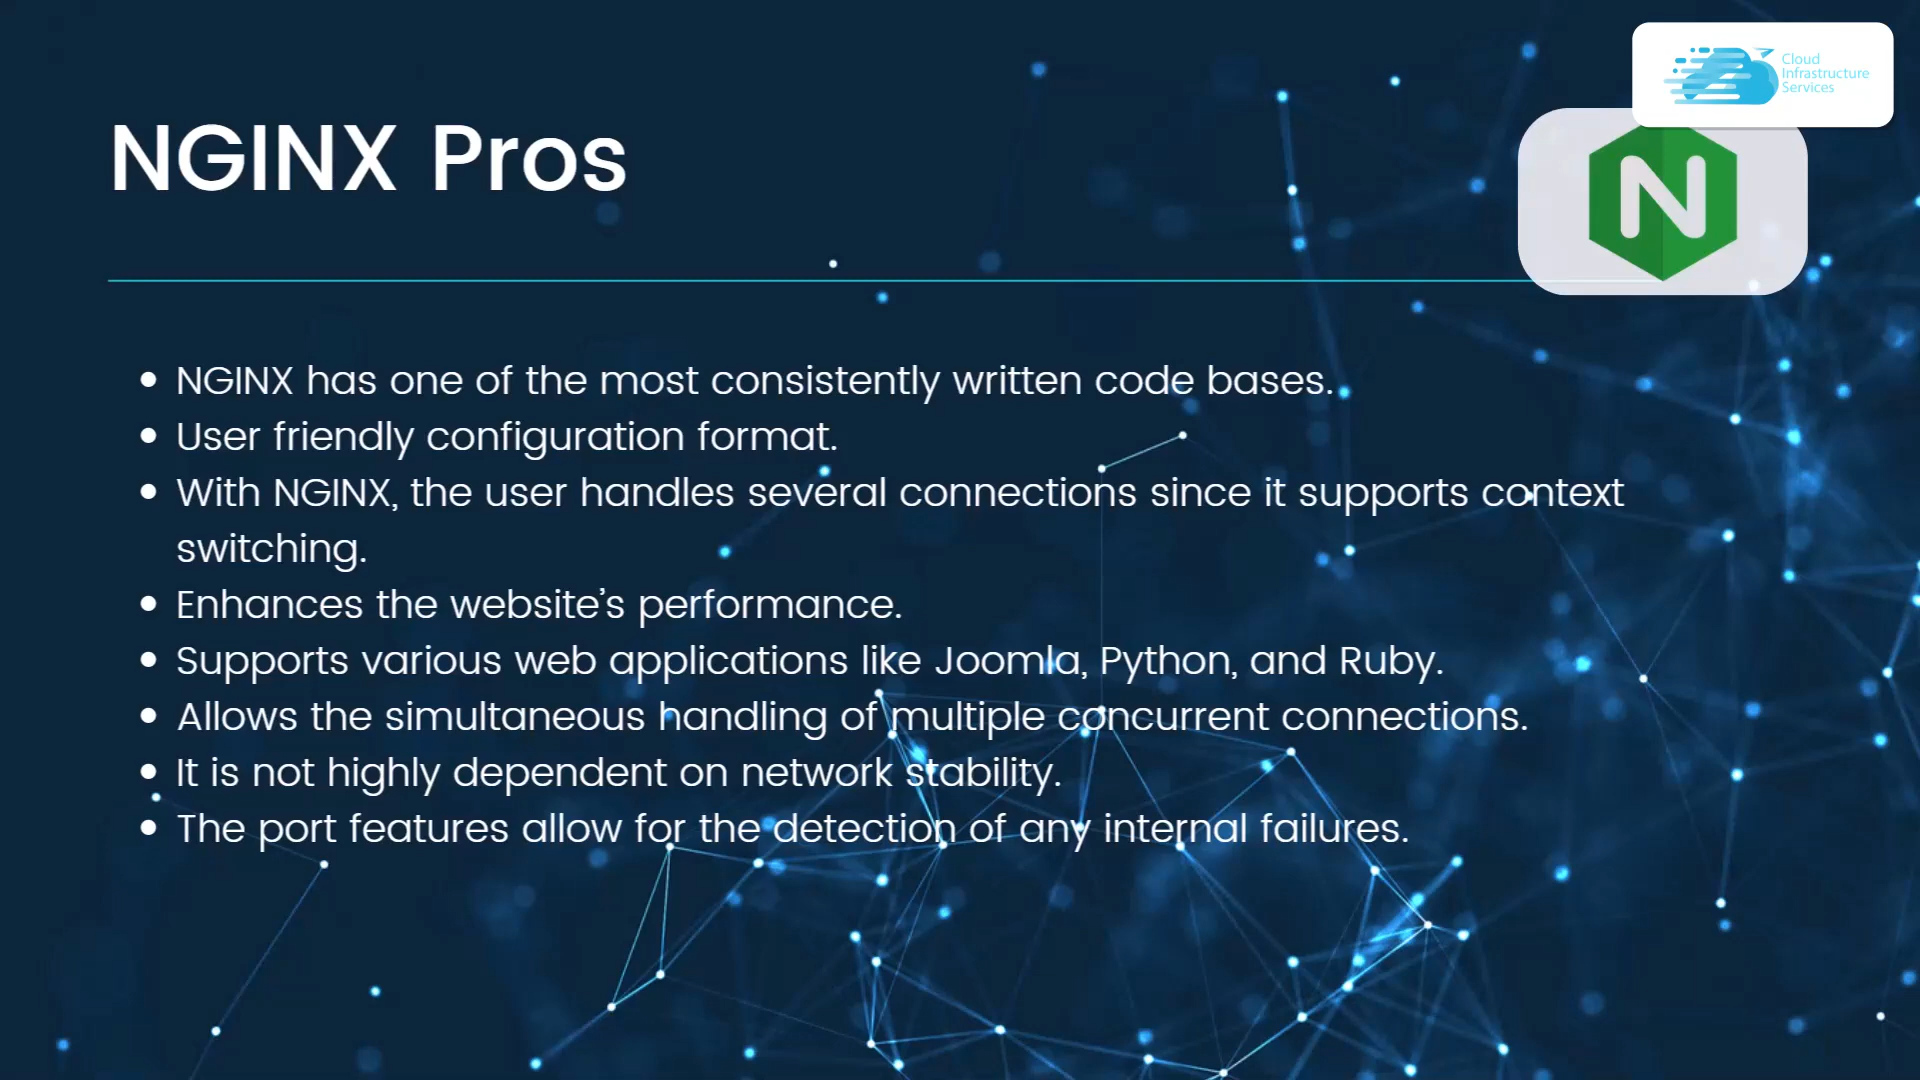 Cloud
Infrastructure
Services
NGINX Pros
N
• NGINX has one of the most consistently written code bases.
• User friendly configuration format.
• With NGINX, the user handles several connections since it supports context
switching.
• Enhances the website’s performance.
• Supports various web applications like Joomla, Python, and Ruby.
• Allows the simultaneous handling of multiple concurrent connections.
• It is not highly dependent on network stability.
• The port features allow for the detection of any internal failures.